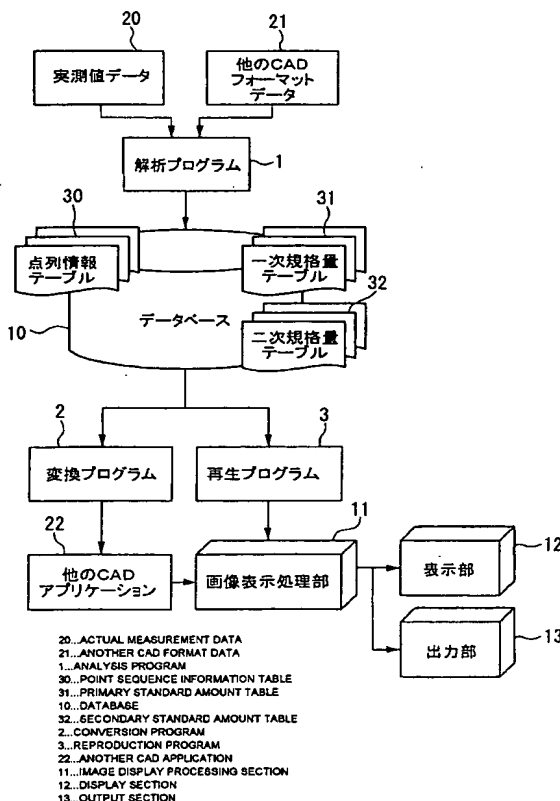 20
21
実測値データ
他のCAD
フォーマット
データ
解析プログラム
1
30
31
点列情報
テーブル
一次規格量
テーブル
32
10
データベース
二次規格量
テーブル
2
3
変換プログラム
再生プログラム
22
11
12
他のCAD
アプリケーション
画像表示処理部
表示部
13
出力部
20...ACTUAL MEASUREMENT DATA
21...ANOTHER CAD FORMAT DATA
1...ANALYSIS PROGRAM
30...POINT SEQUENCE INFORMATION TABLE
31...PRIMARY STANDARD AMOUNT TABLE
10...DATABASE
32...SECONDARY STANDARD AMOUNT TABLE
2...CONVERSION PROGRAM
3...REPRODUCTION PROGRAM
22...ANOTHER CAD APPLICATION
11...IMAGE DISPLAY PROCESSING SECTION
12...DISPLAY SECTION
13...OUTPUT SECTION